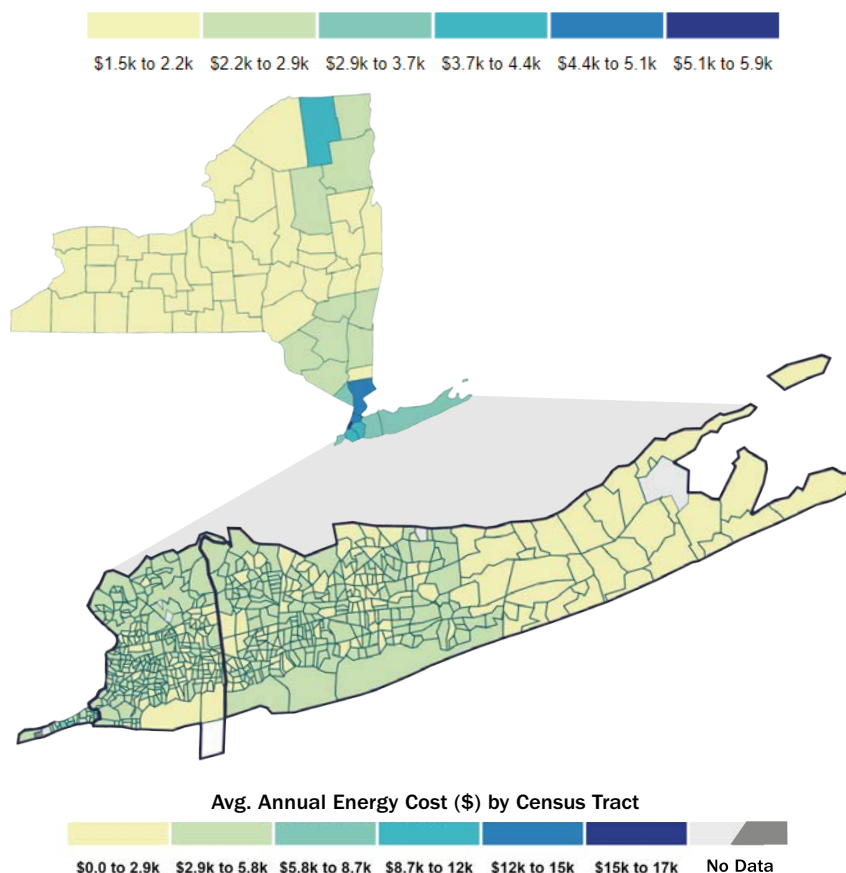 $1.5k to 2.2k $2.2k to 2.9k $2.9k to 3.7k $3.7k to 4.4k $4.4k to 5.1k $5.1k to 5.9k
Avg. Annual Energy Cost ($) by Census Tract
$0.0 to 2.9k $2.9k to 5.8k $5.8k to 8.7k $8.7k to 12k $12k to 15k $15k to 17k No Data